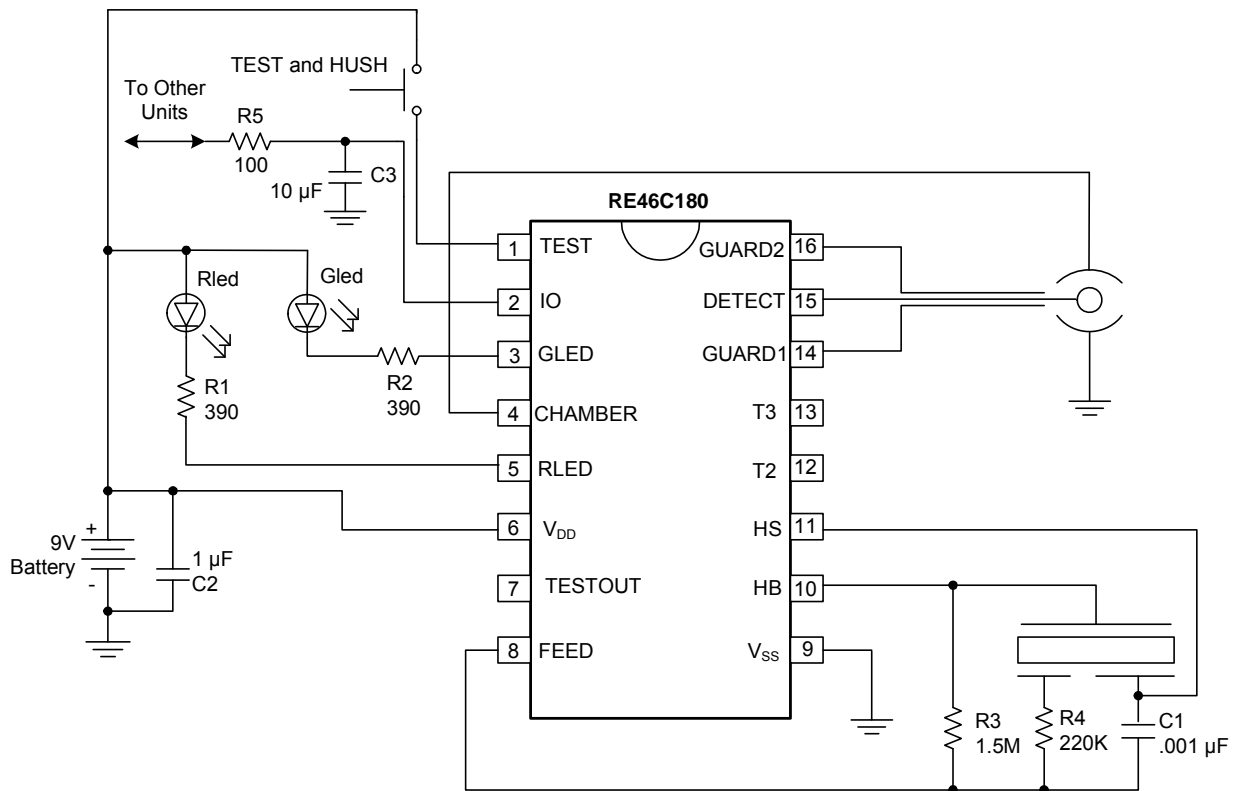 TEST and HUSH
To Other
Units
R5
100
10 µF
C3
RE46C180
1 TEST
2 IO
3 GLED
4 CHAMBER
5 RLED
6 VDD
7 TESTOUT
8 FEED
GUARD2 16
DETECT 15
GUARD1 14
T3 13
T2 12
HS 11
HB 10
VSS 9
Rled
Gled
R1
390
R2
390
+
9V
Battery
-
1 µF
C2
R3
1.5M
R4
220K
C1
.001 µF